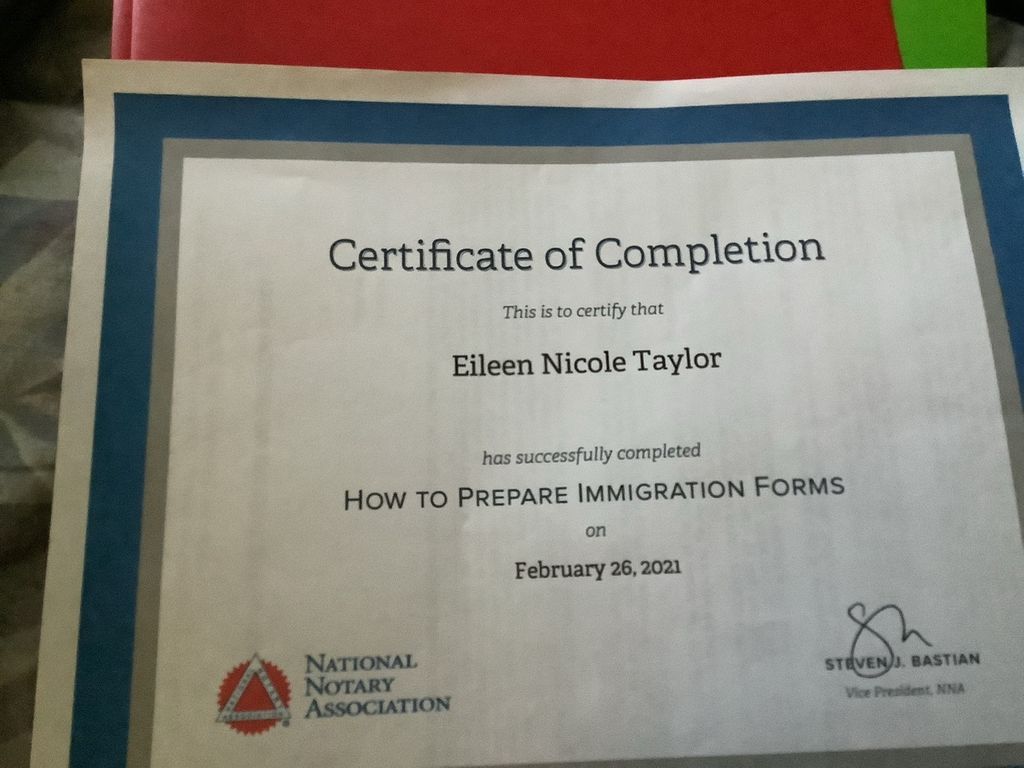 Certificate of Completion
This is to certify that
Eileen Nicole Taylor
has successfully completed
How to Prepare Immigration Forms
on
February 26, 2021
National
Notary
Association
Steven J. Bastian
Vice President, NNA